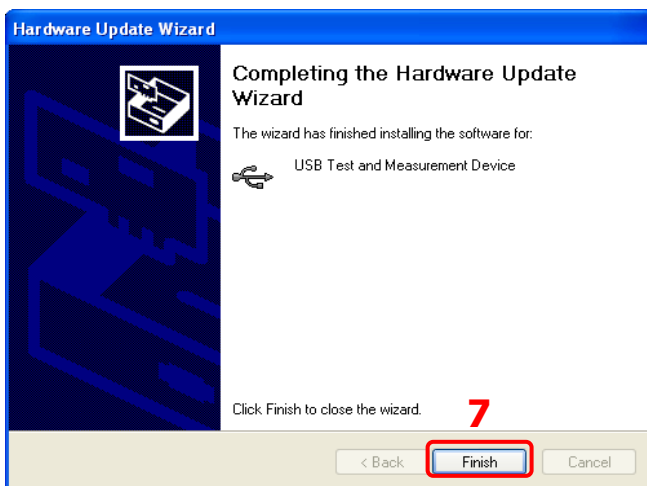 Hardware Update Wizard
Completing the Hardware Update
Wizard
The wizard has finished installing the software for:
USB Test and Measurement Device
Click Finish to close the wizard.
7
< Back
Finish
Cancel